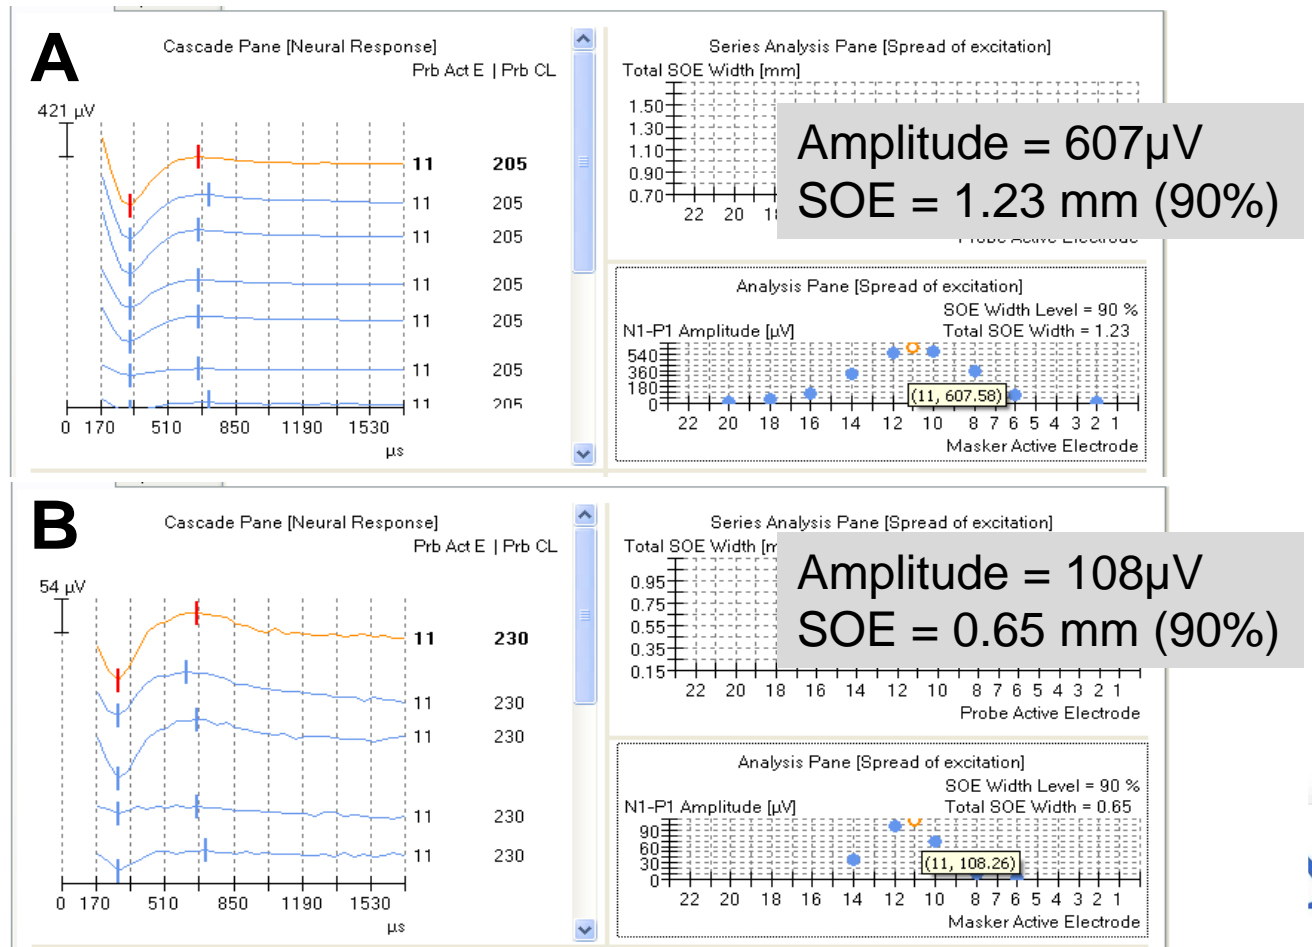 A
Cascade Pane [Neural Response]
Prb Act E | Prb CL
421 µV
11 205
11 205
11 205
11 205
11 205
11 205
11 205
0 170 510 850 1190 1530
µs
Series Analysis Pane [Spread of excitation]
Total SOE Width [mm]
1.50
1.30
1.10
0.90
0.70
22 20
Amplitude = 607µV
SOE = 1.23 mm (90%)
Probe Active Electrode
Analysis Pane [Spread of excitation]
SOE Width Level = 90 %
N1-P1 Amplitude [µV] Total SOE Width = 1.23
540
360
180
0
(11, 607.58)
22 20 18 16 14 12 10 8 7 6 5 4 3 2 1
Masker Active Electrode
B
Cascade Pane [Neural Response]
Prb Act E | Prb CL
54 µV
11 230
11 230
11 230
11 230
11 230
0 170 510 850 1190 1530
µs
Series Analysis Pane [Spread of excitation]
Total SOE Width
0.95
0.75
0.55
0.35
0.15
Amplitude = 108µV
SOE = 0.65 mm (90%)
22 20 18 16 14 12 10 8 7 6 5 4 3 2 1
Probe Active Electrode
Analysis Pane [Spread of excitation]
SOE Width Level = 90 %
N1-P1 Amplitude [µV] Total SOE Width = 0.65
90
60
30
0
(11, 108.26)
22 20 18 16 14 12 10 8 7 6 5 4 3 2 1
Masker Active Electrode